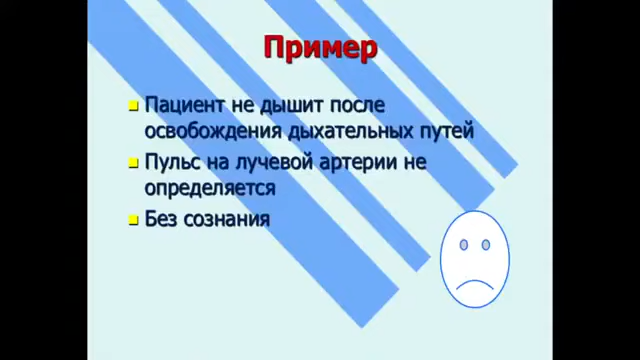 Пример
Пациент не дышит после
освобождения дыхательных путей
Пульс на лучевой артерии не
определяется
Без сознания